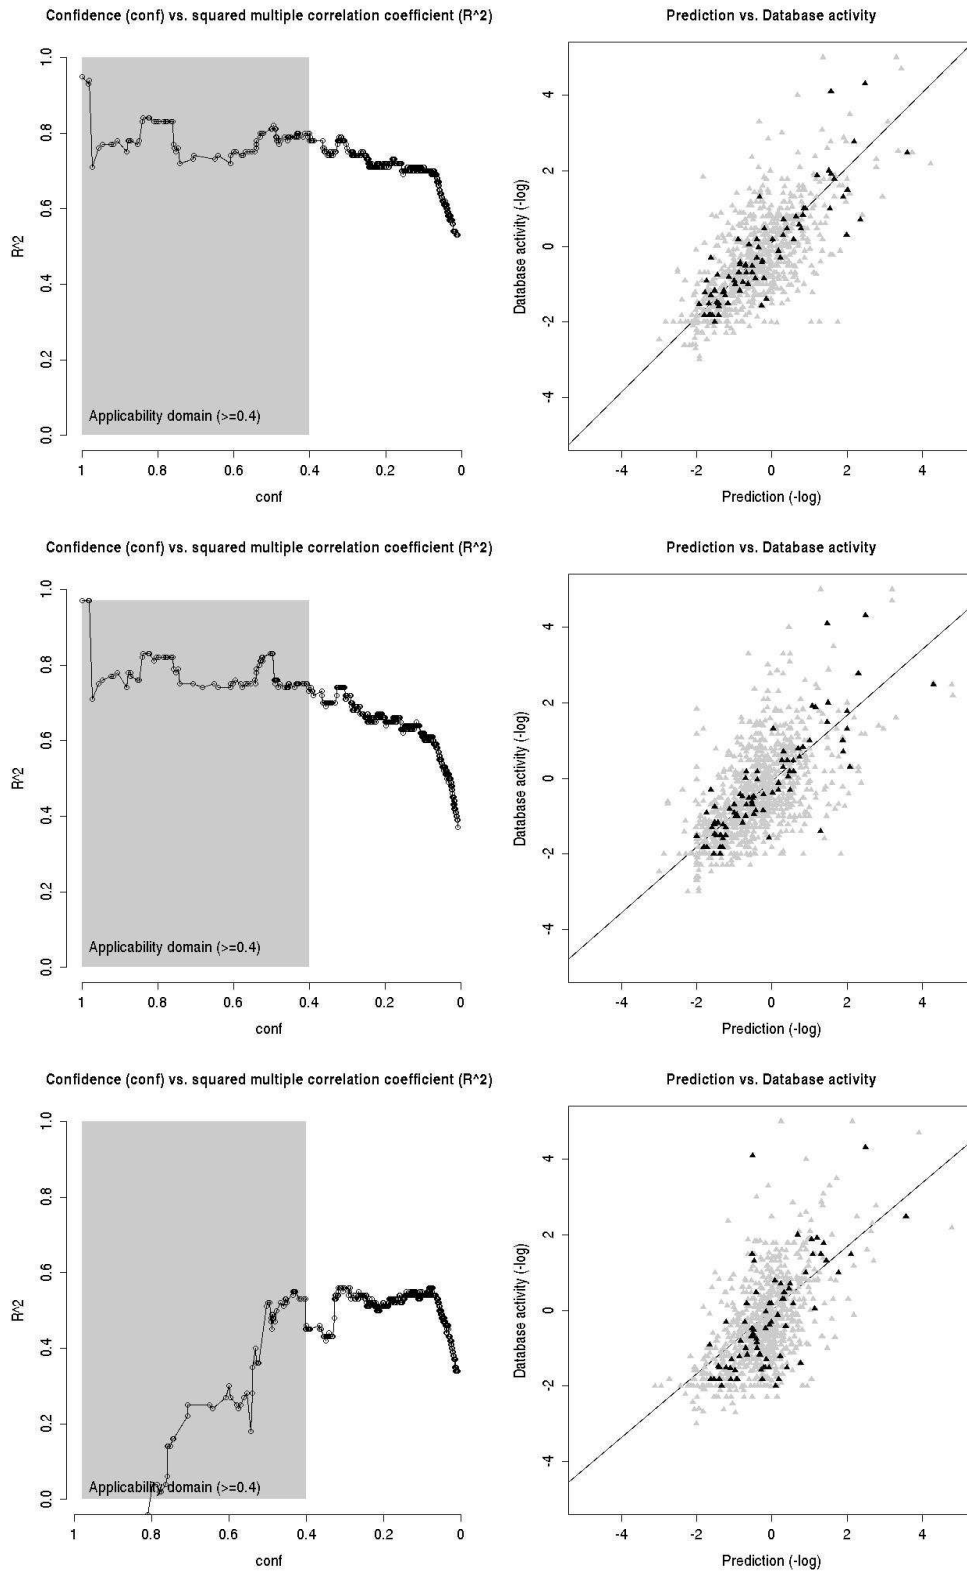 Confidence (conf) vs. squared multiple correlation coefficient (R^2)
Prediction vs. Database activity
R^2
0.0 0.2 0.4 0.6 0.8 1.0
Applicability domain (>=0.4)
1 0.8 0.6 0.4 0.2 0
conf
Database activity (-log)
-4 -2 0 2 4
-4 -2 0 2 4
Prediction (-log)
Confidence (conf) vs. squared multiple correlation coefficient (R^2)
Prediction vs. Database activity
R^2
0.0 0.2 0.4 0.6 0.8 1.0
Applicability domain (>=0.4)
1 0.8 0.6 0.4 0.2 0
conf
Database activity (-log)
-4 -2 0 2 4
-4 -2 0 2 4
Prediction (-log)
Confidence (conf) vs. squared multiple correlation coefficient (R^2)
Prediction vs. Database activity
R^2
0.0 0.2 0.4 0.6 0.8 1.0
Applicability domain (>=0.4)
1 0.8 0.6 0.4 0.2 0
conf
Database activity (-log)
-4 -2 0 2 4
-4 -2 0 2 4
Prediction (-log)